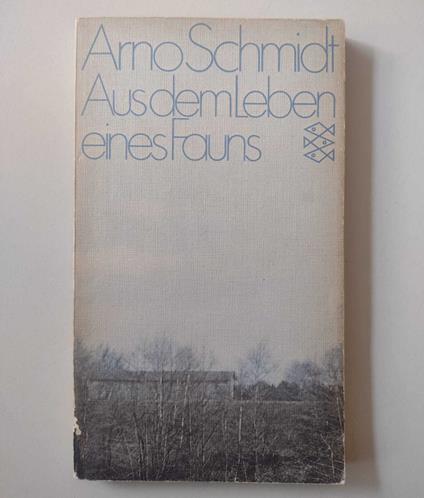 Arno Schmidt
Aus dem Leben
eines Fauns